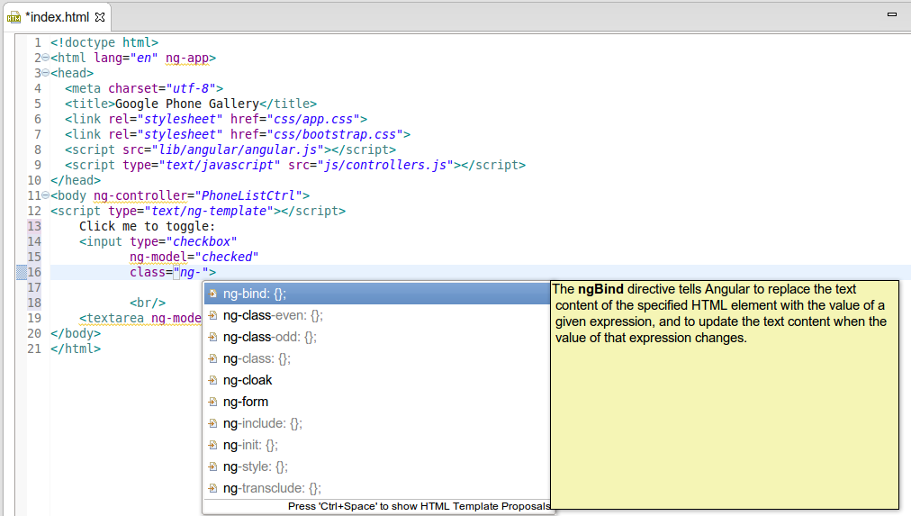 *index.html
1 <!doctype html>
2 <html lang="en" ng-app>
3 <head>
4 <meta charset="utf-8">
5 <title>Google Phone Gallery</title>
6 <link rel="stylesheet" href="css/app.css">
7 <link rel="stylesheet" href="css/bootstrap.css">
8 <script src="lib/angular/angular.js"></script>
9 <script type="text/javascript" src="js/controllers.js"></script>
10 </head>
11 <body ng-controller="PhoneListCtrl">
12 <script type="text/ng-template"></script>
13 Click me to toggle:
14 <input type="checkbox"
15 ng-model="checked"
16 class="ng-">
17
18 <br/>
19 <textarea ng-mode
20 </body>
21 </html>
ng-bind: {};
ng-class-even: {};
ng-class-odd: {};
ng-class: {};
ng-cloak
ng-form
ng-include: {};
ng-init: {};
ng-style: {};
ng-transclude: {};
Press 'Ctrl+Space' to show HTML Template Proposals
The ngBind directive tells Angular to replace the text
content of the specified HTML element with the value of a
given expression, and to update the text content when the
value of that expression changes.